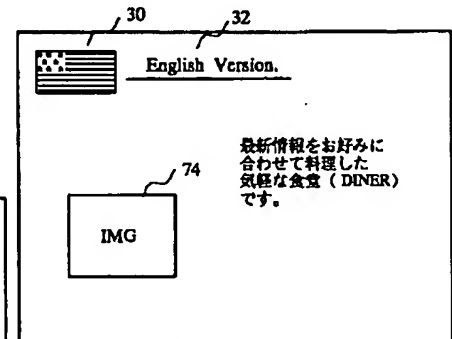 30
32
English Version.
最新情報をお好みに
合わせて料理した
気軽な食堂 ( DINER)
です。
74
IMG